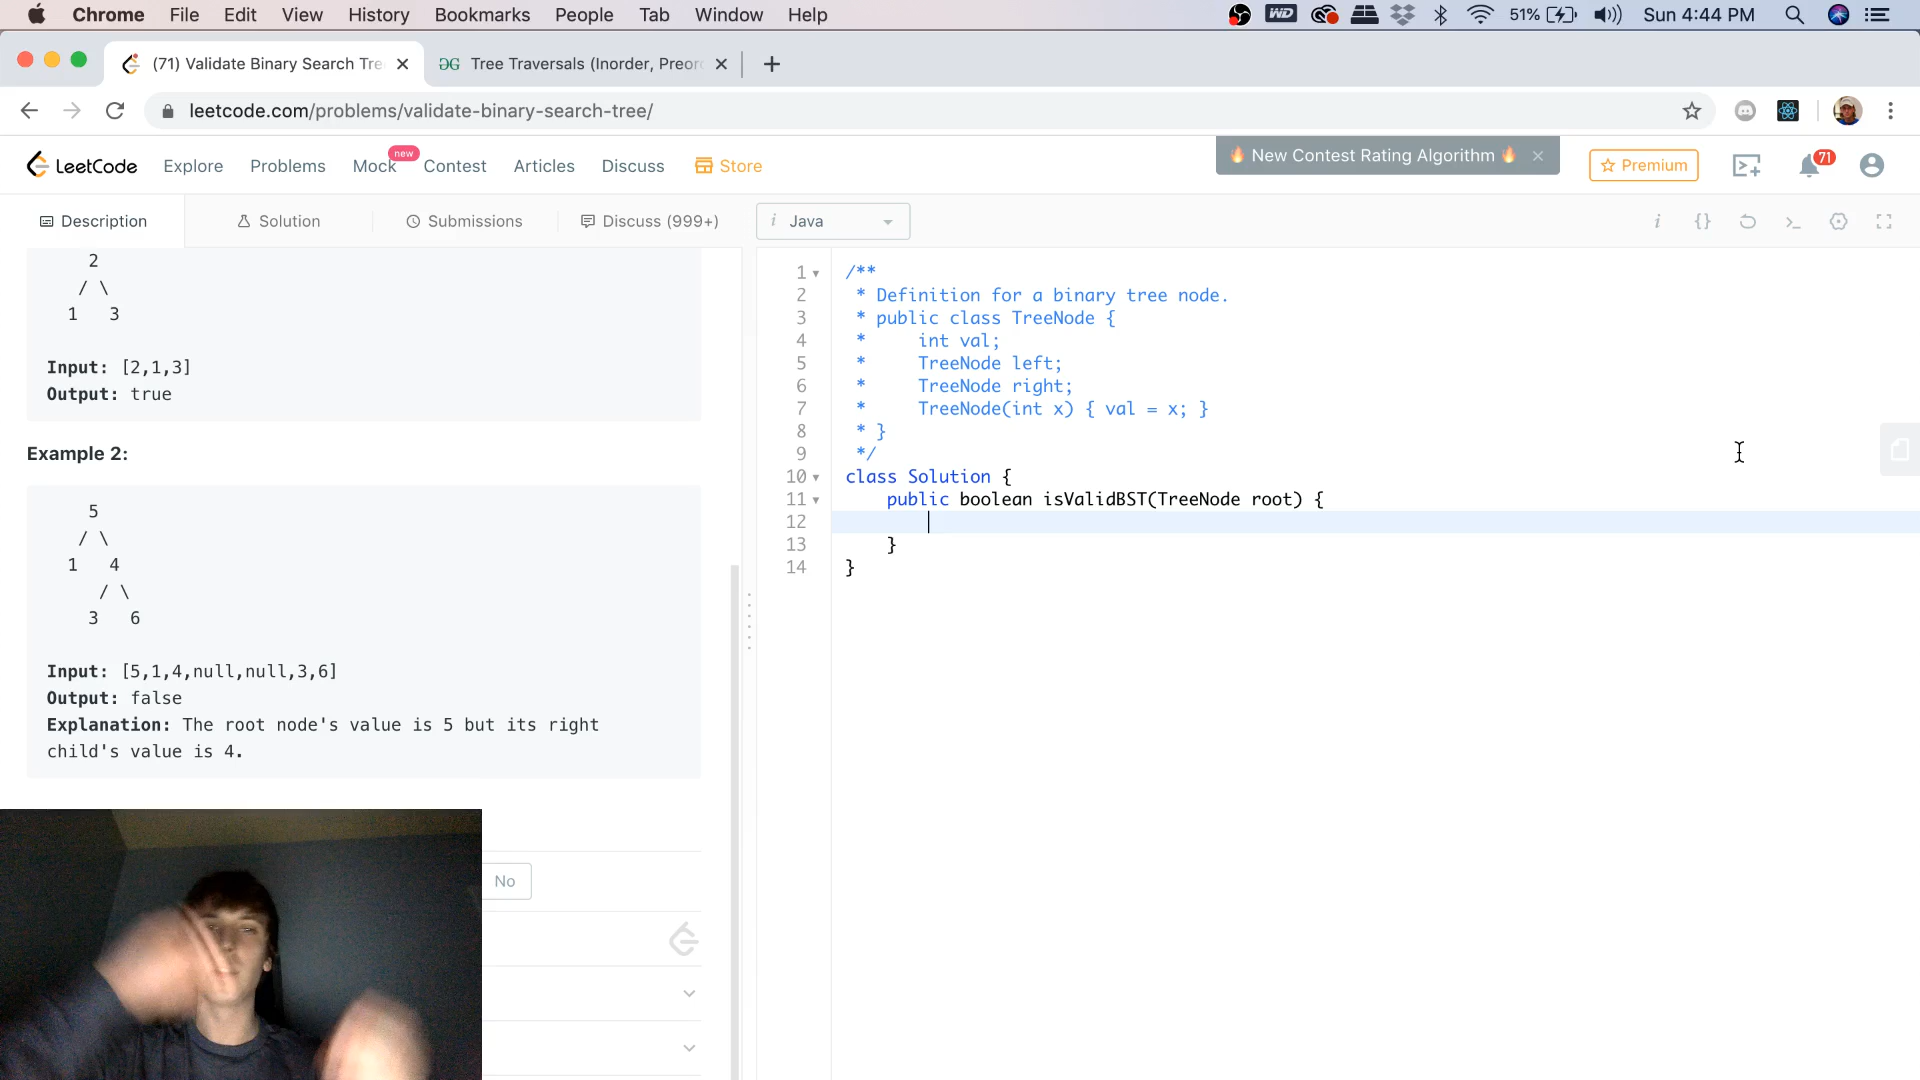 Chrome File Edit View History Bookmarks People Tab Window Help WD 51% Sun 4:44 PM
(71) Validate Binary Search Tre ƏG Tree Traversals (Inorder, Preor
leetcode.com/problems/validate-binary-search-tree/
LeetCode Explore Problems Mock new Contest Articles Discuss Store 🔥 New Contest Rating Algorithm 🔥 × Premium 71
Description Solution Submissions Discuss (999+)
2
/ \
1 3
Input: [2,1,3]
Output: true
Example 2:
5
/ \
1 4
/ \
3 6
Input: [5,1,4,null,null,3,6]
Output: false
Explanation: The root node's value is 5 but its right
child's value is 4.
No
i Java i {} >_
1 /**
2 * Definition for a binary tree node.
3 * public class TreeNode {
4 * int val;
5 * TreeNode left;
6 * TreeNode right;
7 * TreeNode(int x) { val = x; }
8 * }
9 */
10 class Solution {
11 public boolean isValidBST(TreeNode root) {
12
13 }
14 }